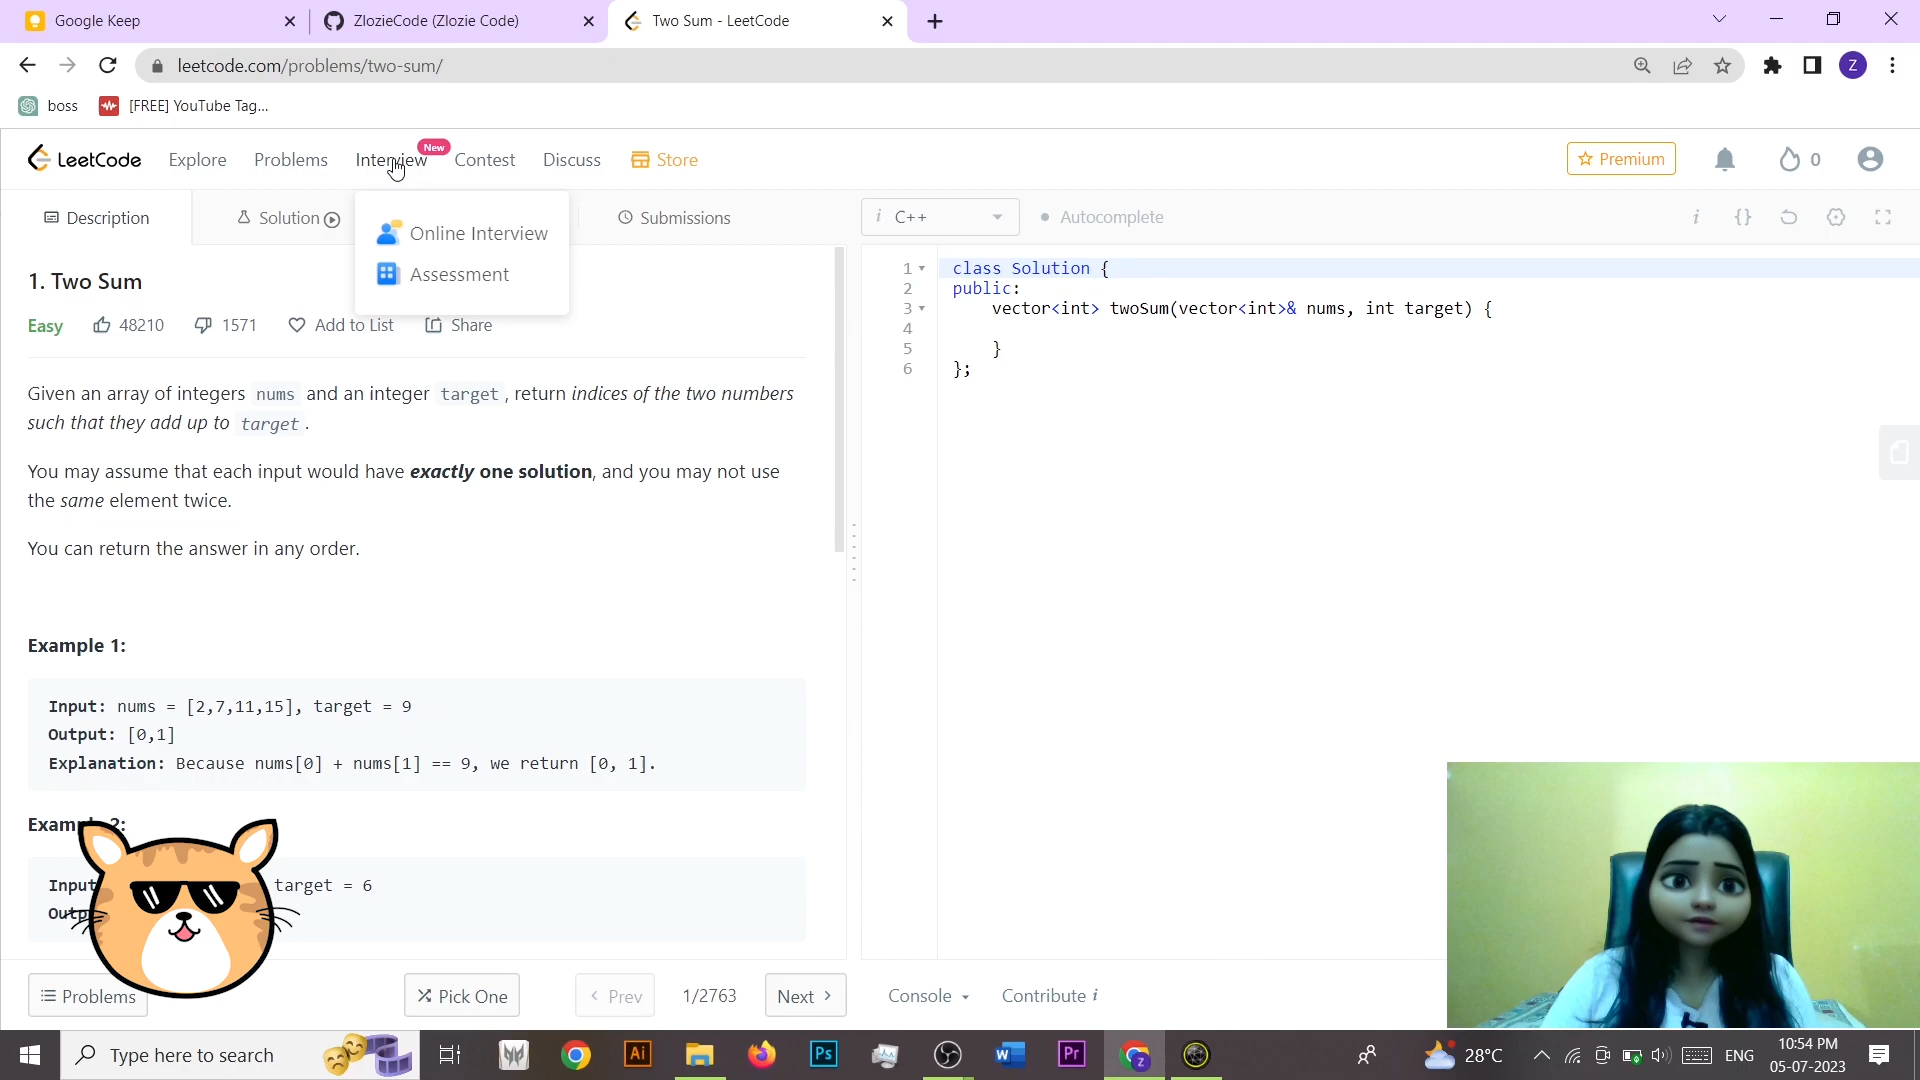 Google Keep
ZlozieCode (Zlozie Code)
Two Sum - LeetCode
leetcode.com/problems/two-sum/
Z
boss
[FREE] YouTube Tag...
LeetCode
Explore
Problems
Interview
New
Contest
Discuss
Store
Premium
0
Description
Solution
Submissions
i C++
Autocomplete
i {}
Online Interview
Assessment
1. Two Sum
Easy
48210
1571
Add to List
Share
Given an array of integers nums and an integer target, return indices of the two numbers
such that they add up to target.
You may assume that each input would have exactly one solution, and you may not use
the same element twice.
You can return the answer in any order.
Example 1:
Input: nums = [2,7,11,15], target = 9
Output: [0,1]
Explanation: Because nums[0] + nums[1] == 9, we return [0, 1].
Example 2:
Input target = 6
Outp
1 class Solution {
2 public:
3 vector<int> twoSum(vector<int>& nums, int target) {
4
5 }
6 };
Problems
Pick One
< Prev
1/2763
Next >
Console
Contribute i
Type here to search
Ai
Ps
Pr
Z
28°C
ENG
10:54 PM
05-07-2023